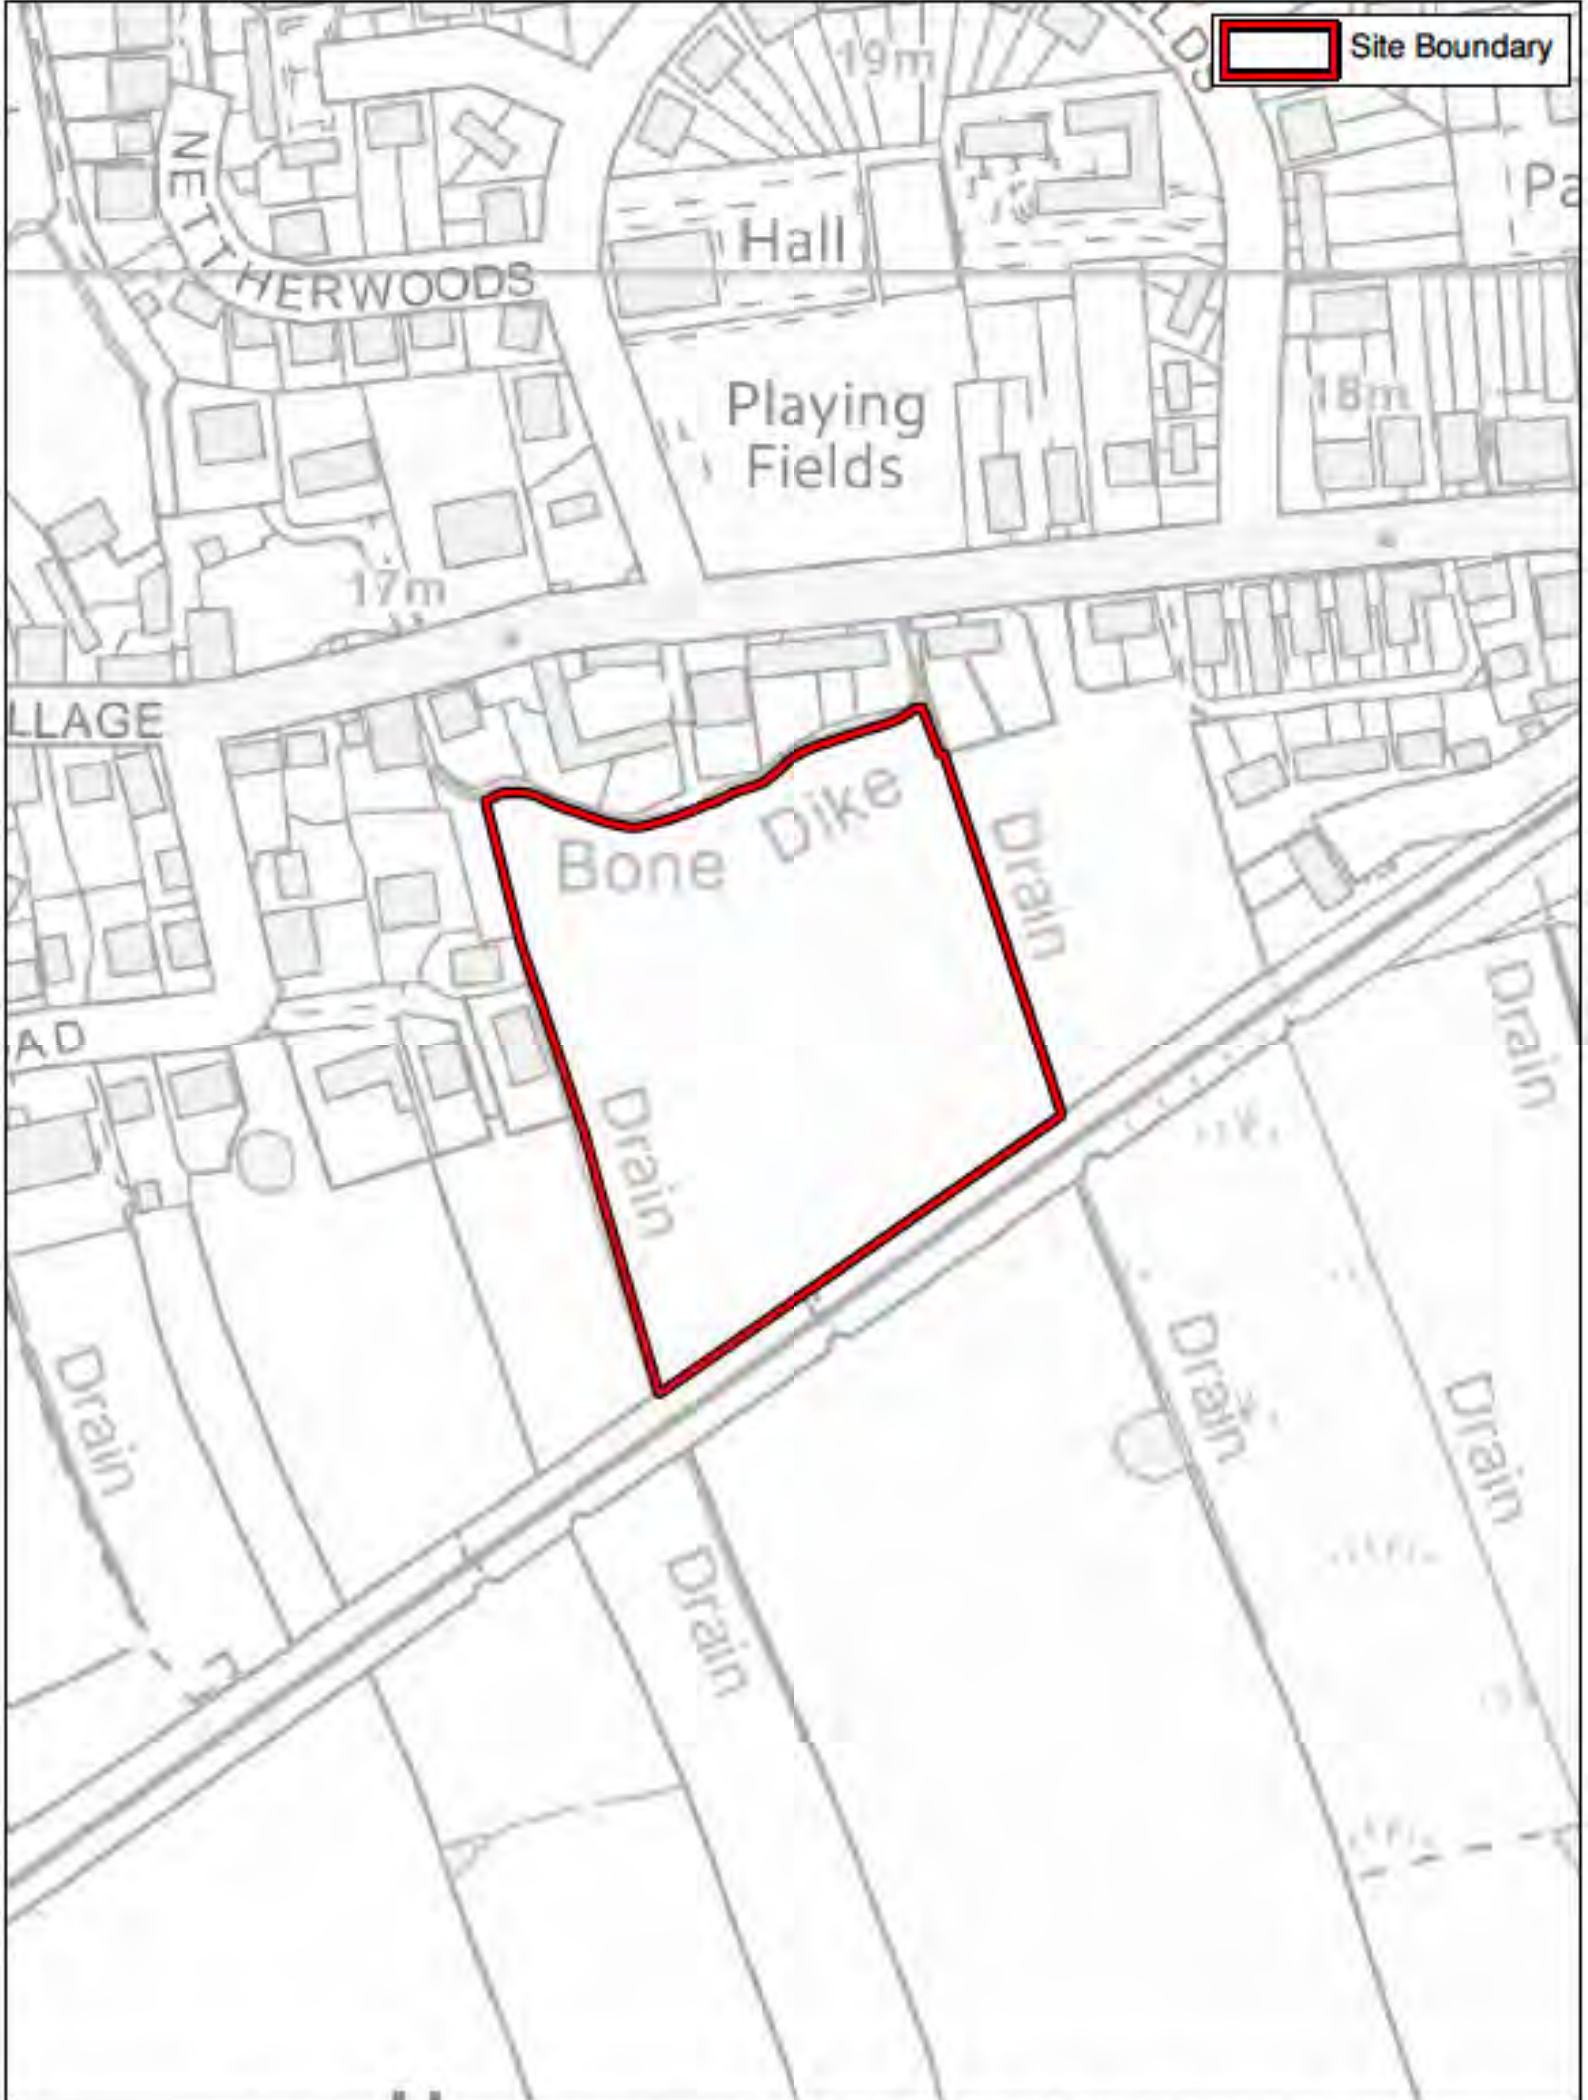 Site Boundary
19m
LDS
NETTHERWOODS
Pa
Hall
Playing
Fields
18m
17m
LLAGE
Bone Dike
Drain
Drain
AD
Drain
Drain
Drain
Drain
Drain